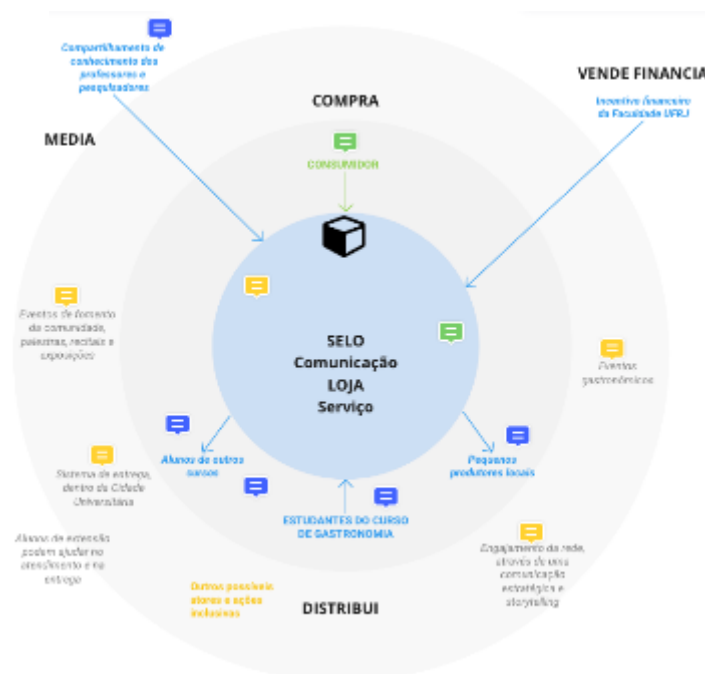 Compartilhamento de
conhecimento dos
professores e
pesquisadores
VENDE FINANCIA
Incentivo financeiro
da Faculdade UFRJ
COMPRA
MEDIA
CONSUMIDOR
SELO
Comunicação
LOJA
Serviço
Eventos de fomento
da comunidade,
palestras, recitais e
exposições
Eventos
gastronômicos
Alunos de outros
cursos
Pequenos
produtores locais
Sistema de entrega,
dentro da Cidade
Universitária
ESTUDANTES DO CURSO
DE GASTRONOMIA
Alunos de extensão
podem ajudar no
atendimento e na
entrega
Engajamento da rede,
através de uma
comunicação
estratégica e
storytelling
Outros possíveis
atores e ações
inclusivas
DISTRIBUI